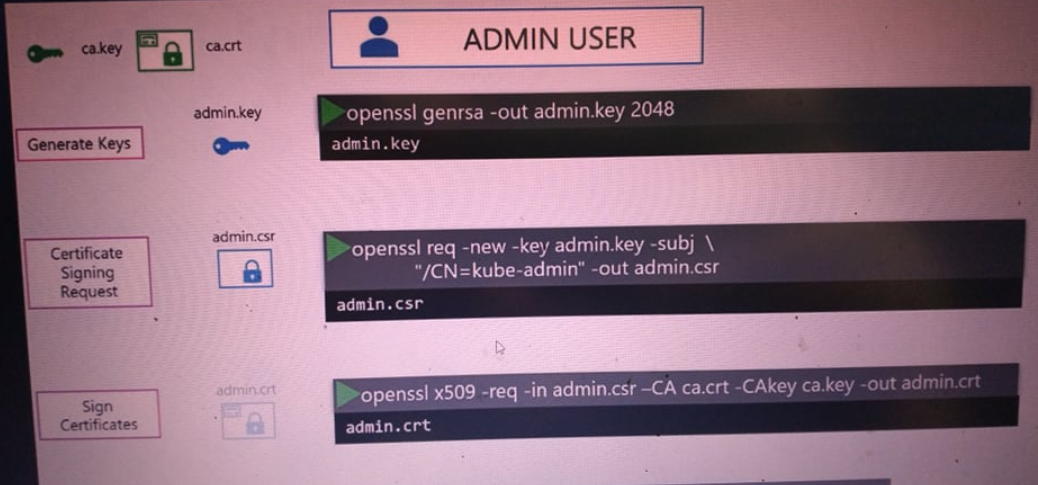 ca.key
ca.crt
ADMIN USER
admin.key
Generate Keys
openssl genrsa -out admin.key 2048
admin.key
admin.csr
Certificate
Signing
Request
openssl req -new -key admin.key -subj \
"/CN=kube-admin" -out admin.csr
admin.csr
admin.crt
Sign
Certificates
openssl x509 -req -in admin.csr –CA ca.crt -CAkey ca.key -out admin.crt
admin.crt